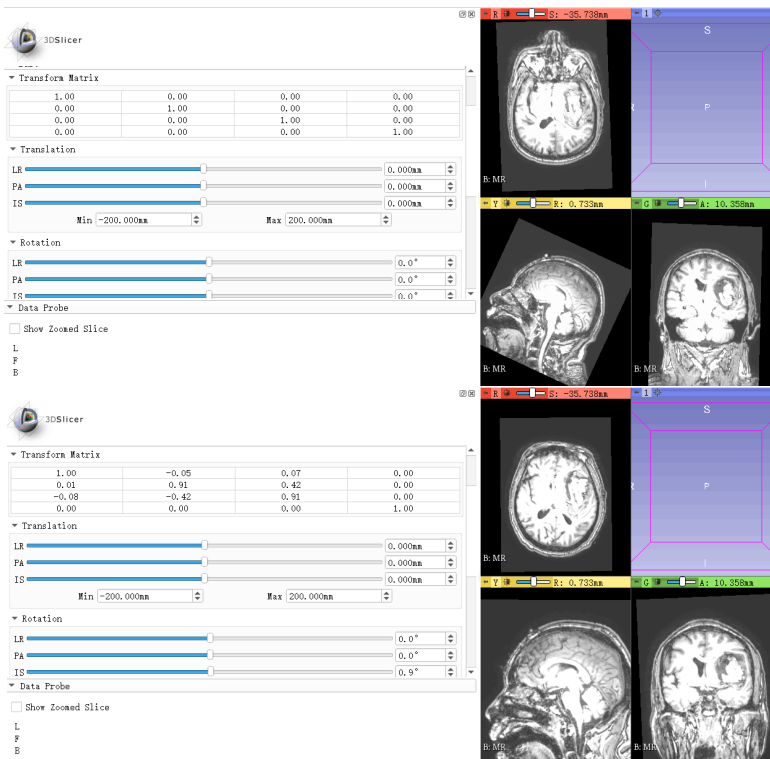 3DSlicer
Transform Matrix
1.00 0.00 0.00 0.00
0.00 1.00 0.00 0.00
0.00 0.00 1.00 0.00
0.00 0.00 0.00 1.00
Translation
LR 0.000mm
PA 0.000mm
IS 0.000mm
Min -200.000mm Max 200.000mm
Rotation
LR 0.0°
PA 0.0°
IS 0.0°
Data Probe
Show Zoomed Slice
L
F
B
R S: -35.738mm
B: MR
1
S
R P
I
Y R: 0.733mm
B: MR
G A: 10.358mm
B: MR
3DSlicer
Transform Matrix
1.00 -0.05 0.07 0.00
0.01 0.91 0.42 0.00
-0.08 -0.42 0.91 0.00
0.00 0.00 0.00 1.00
Translation
LR 0.000mm
PA 0.000mm
IS 0.000mm
Min -200.000mm Max 200.000mm
Rotation
LR 0.0°
PA 0.0°
IS 0.9°
Data Probe
Show Zoomed Slice
L
F
B
R S: -35.738mm
B: MR
1
S
R P
I
Y R: 0.733mm
B: MR
G A: 10.358mm
B: MR